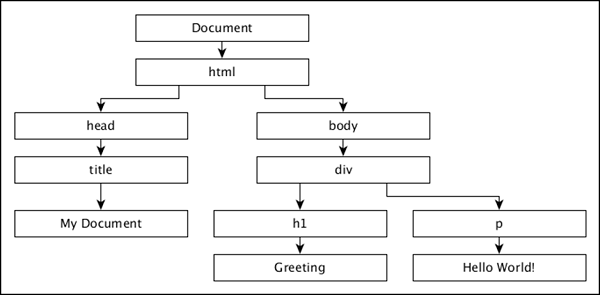 Document
html
head
body
title
div
My Document
h1
p
Greeting
Hello World!